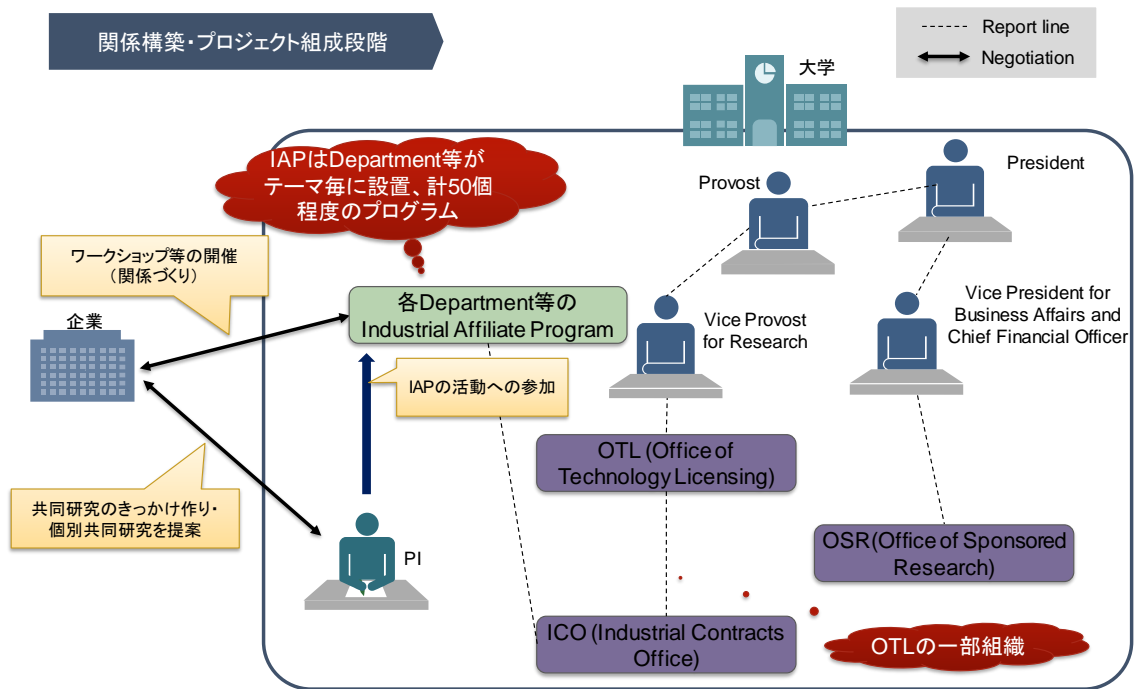 関係構築・プロジェクト組成段階
Report line
Negotiation
大学
IAPはDepartment等が
テーマ毎に設置、計50個
程度のプログラム
Provost
President
ワークショップ等の開催
(関係づくり)
企業
各Department等の
Industrial Affiliate Program
Vice Provost
for Research
Vice President for
Business Affairs and
Chief Financial Officer
IAPの活動への参加
OTL (Office of
Technology Licensing)
共同研究のきっかけ作り・
個別共同研究を提案
PI
OSR(Office of Sponsored
Research)
ICO (Industrial Contracts
Office)
OTLの一部組織